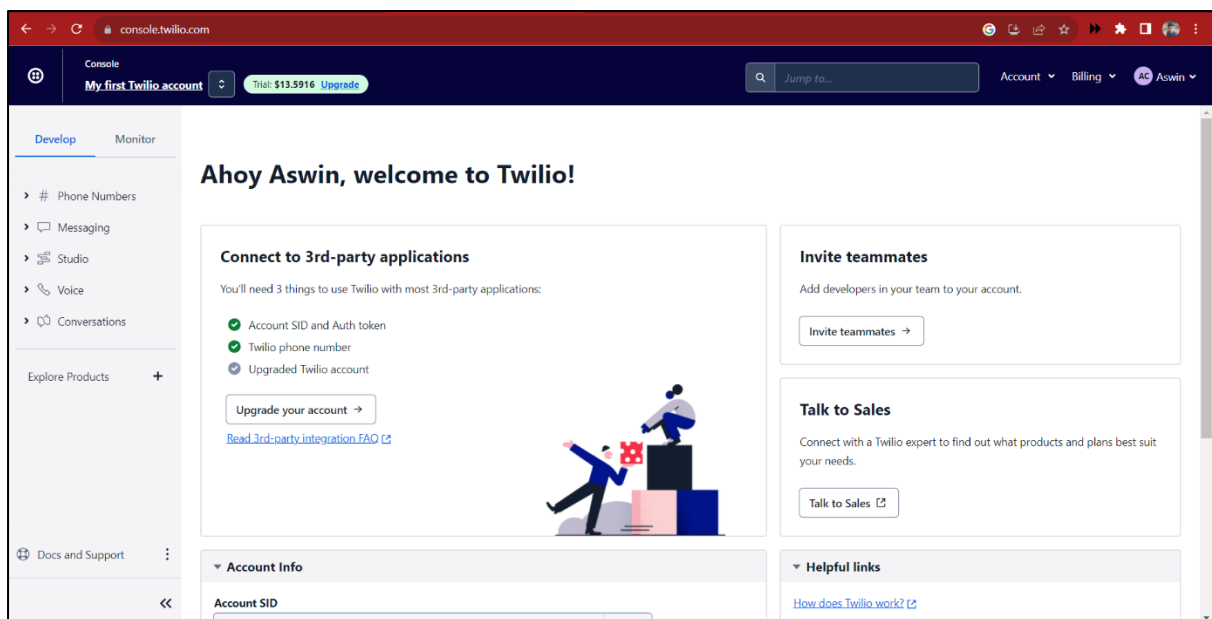 console.twilio.com
Console
My first Twilio account
Trial: $13.5916 Upgrade
Jump to...
Account
Billing
AC Aswin
Develop Monitor
# Phone Numbers
Messaging
Studio
Voice
Conversations
Explore Products +
Docs and Support
Ahoy Aswin, welcome to Twilio!
Connect to 3rd-party applications
You'll need 3 things to use Twilio with most 3rd-party applications:
Account SID and Auth token
Twilio phone number
Upgraded Twilio account
Upgrade your account →
Read 3rd-party integration FAQ
Account Info
Account SID
Invite teammates
Add developers in your team to your account.
Invite teammates →
Talk to Sales
Connect with a Twilio expert to find out what products and plans best suit
your needs.
Talk to Sales
Helpful links
How does Twilio work?